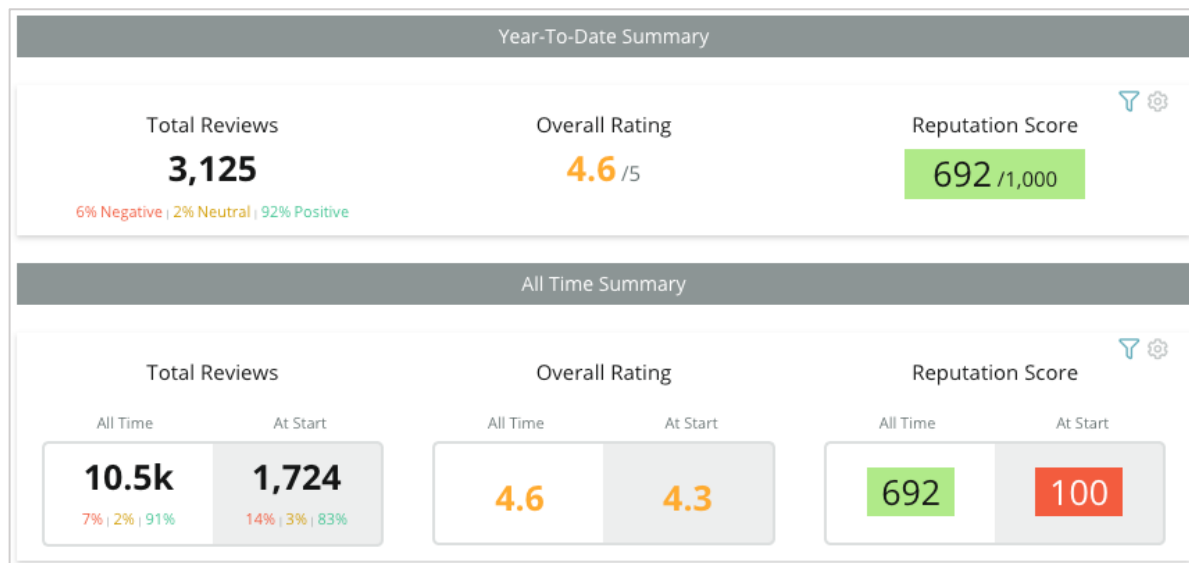 Year-To-Date Summary
Total Reviews
Overall Rating
Reputation Score
3,125
4.6 /5
692 /1,000
6% Negative | 2% Neutral | 92% Positive
All Time Summary
Total Reviews
Overall Rating
Reputation Score
All Time
At Start
All Time
At Start
All Time
At Start
10.5k
1,724
4.6
4.3
692
100
7% | 2% | 91%
14% | 3% | 83%